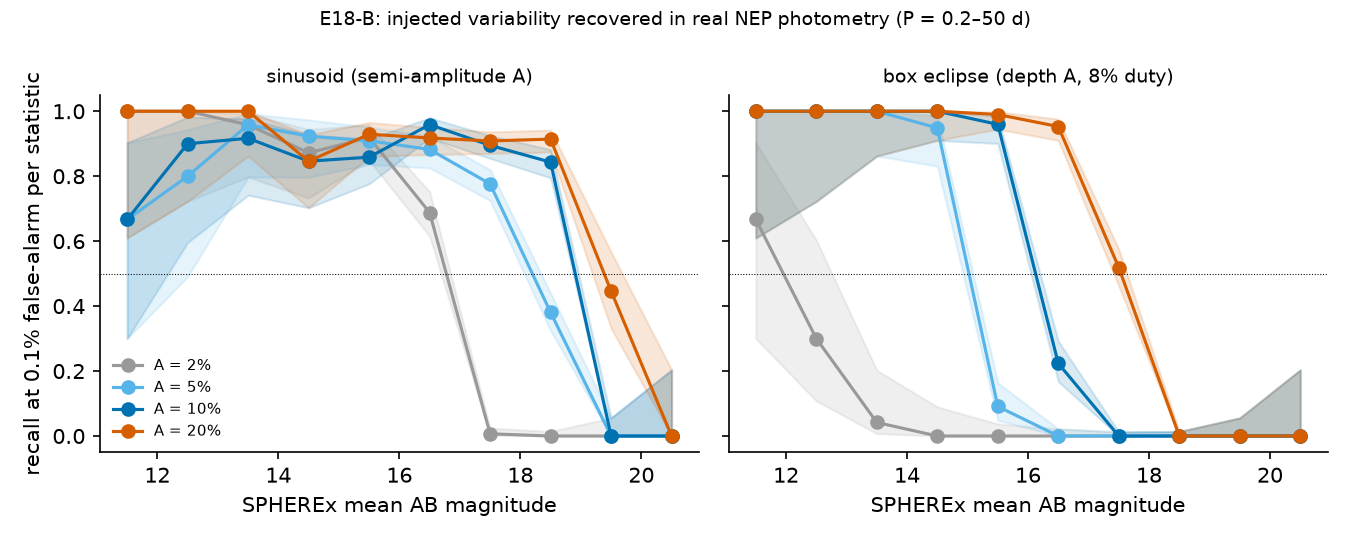 E18-B: injected variability recovered in real NEP photometry (P = 0.2–50 d)
sinusoid (semi-amplitude A)
box eclipse (depth A, 8% duty)
recall at 0.1% false-alarm per statistic
1.0
0.8
0.6
0.4
0.2
0.0
A = 2%
A = 5%
A = 10%
A = 20%
12 14 16 18 20
12 14 16 18 20
SPHEREx mean AB magnitude
SPHEREx mean AB magnitude